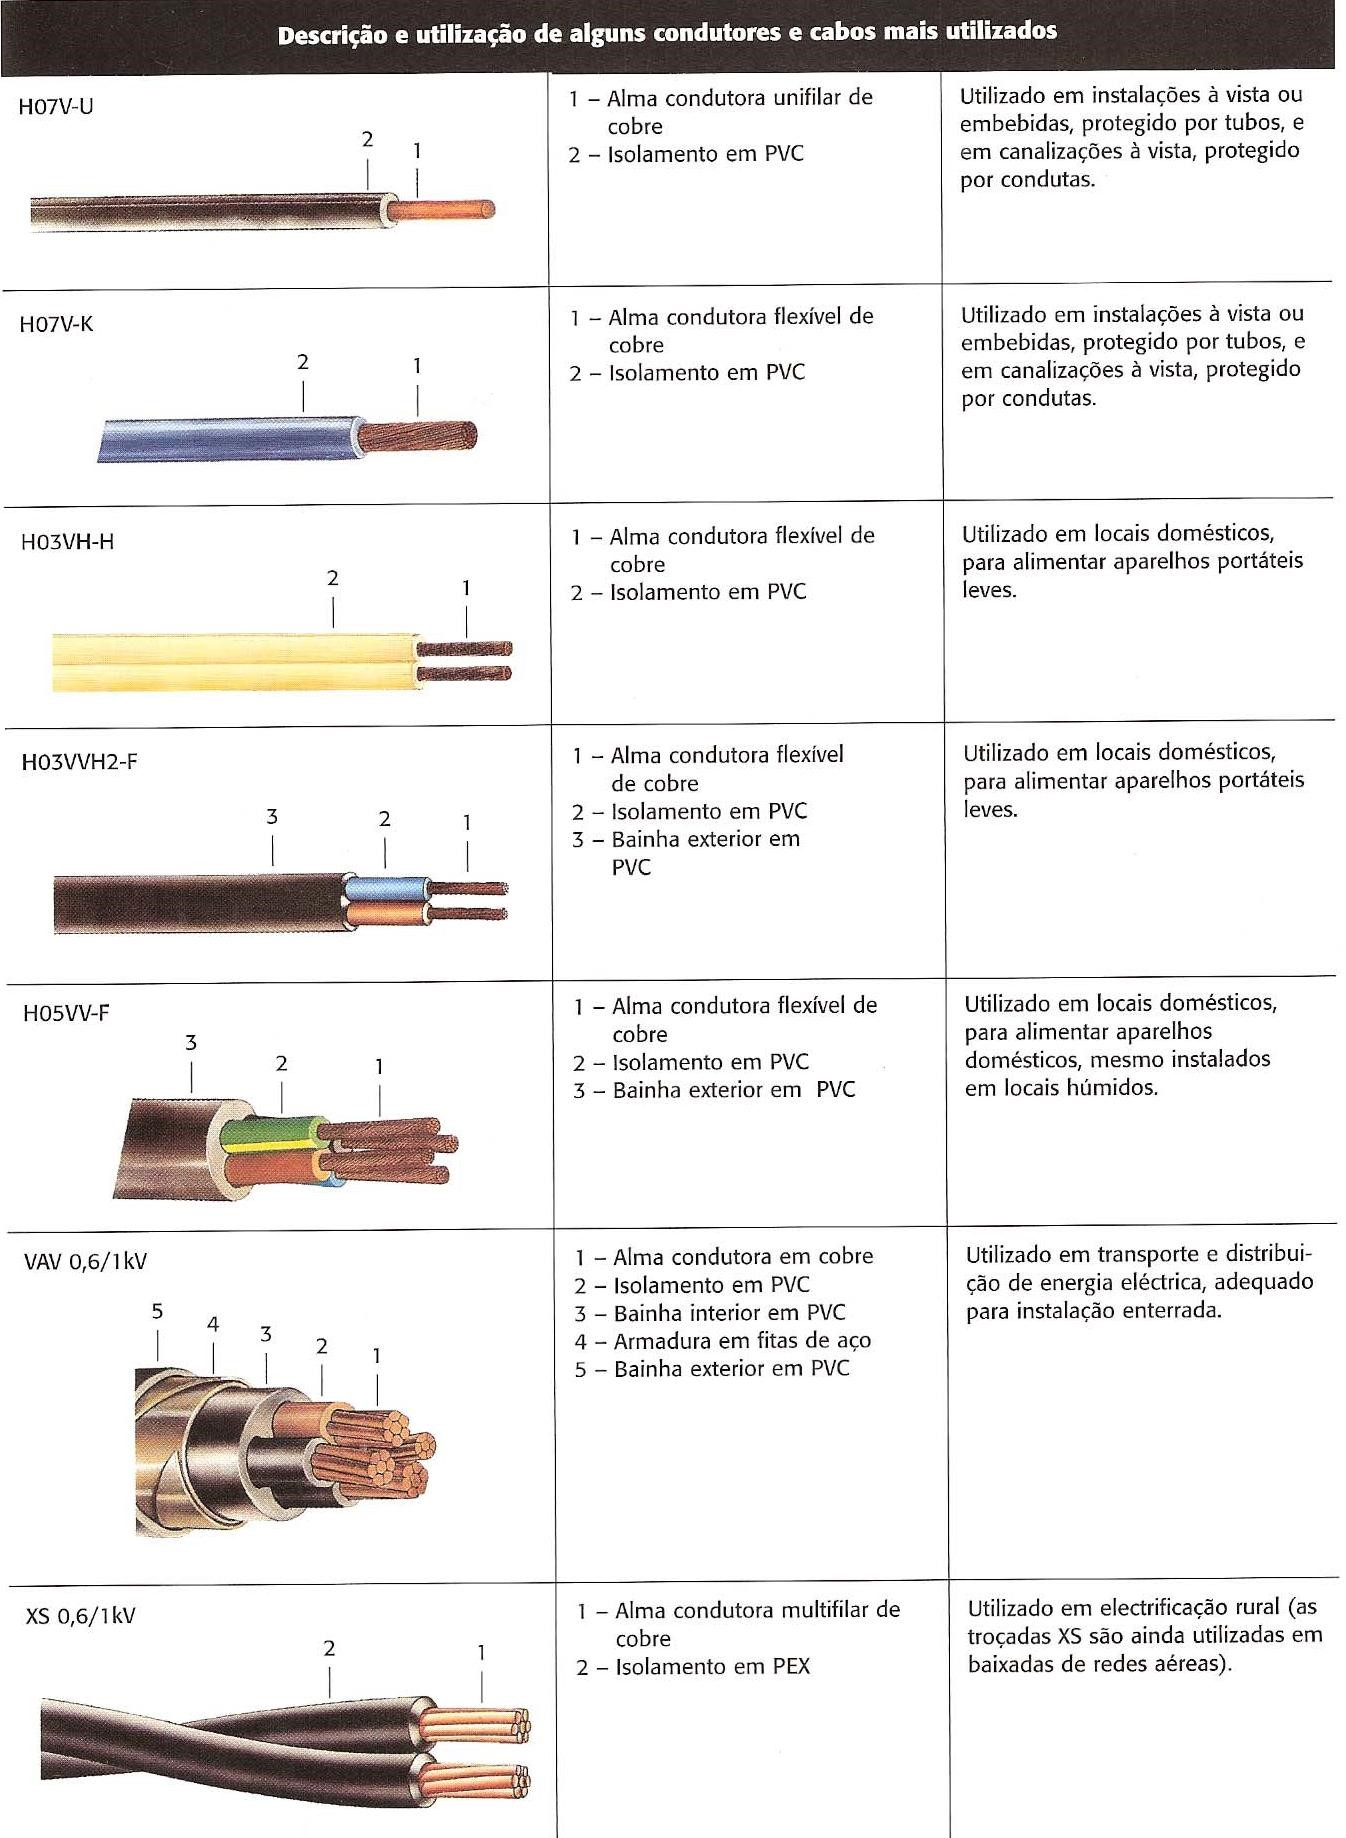 Descrição e utilização de alguns condutores e cabos mais utilizados
H07V-U
2
1
1 – Alma condutora unifilar de
cobre
2 – Isolamento em PVC
Utilizado em instalações à vista ou
embebidas, protegido por tubos, e
em canalizações à vista, protegido
por condutas.
H07V-K
2
1
1 – Alma condutora flexível de
cobre
2 – Isolamento em PVC
Utilizado em instalações à vista ou
embebidas, protegido por tubos, e
em canalizações à vista, protegido
por condutas.
H03VH-H
2
1
1 – Alma condutora flexível de
cobre
2 – Isolamento em PVC
Utilizado em locais domésticos,
para alimentar aparelhos portáteis
leves.
H03VVH2-F
3
2
1
1 – Alma condutora flexível
de cobre
2 – Isolamento em PVC
3 – Bainha exterior em
PVC
Utilizado em locais domésticos,
para alimentar aparelhos portáteis
leves.
H05VV-F
3
2
1
1 – Alma condutora flexível de
cobre
2 – Isolamento em PVC
3 – Bainha exterior em PVC
Utilizado em locais domésticos,
para alimentar aparelhos
domésticos, mesmo instalados
em locais húmidos.
VAV 0,6/1kV
5
4
3
2
1
1 – Alma condutora em cobre
2 – Isolamento em PVC
3 – Bainha interior em PVC
4 – Armadura em fitas de aço
5 – Bainha exterior em PVC
Utilizado em transporte e distribui-
ção de energia eléctrica, adequado
para instalação enterrada.
XS 0,6/1kV
2
1
1 – Alma condutora multifilar de
cobre
2 – Isolamento em PEX
Utilizado em electrificação rural (as
troçadas XS são ainda utilizadas em
baixadas de redes aéreas).